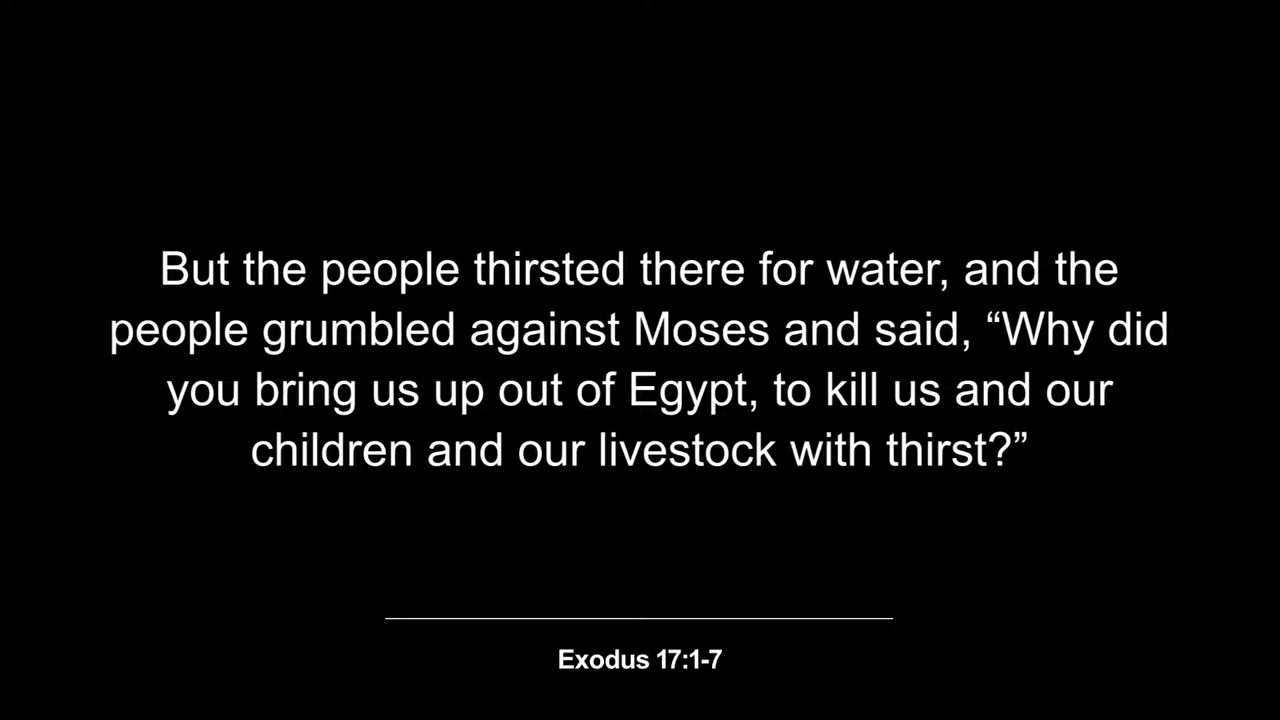 But the people thirsted there for water, and the
people grumbled against Moses and said, “Why did
you bring us up out of Egypt, to kill us and our
children and our livestock with thirst?”
Exodus 17:1-7